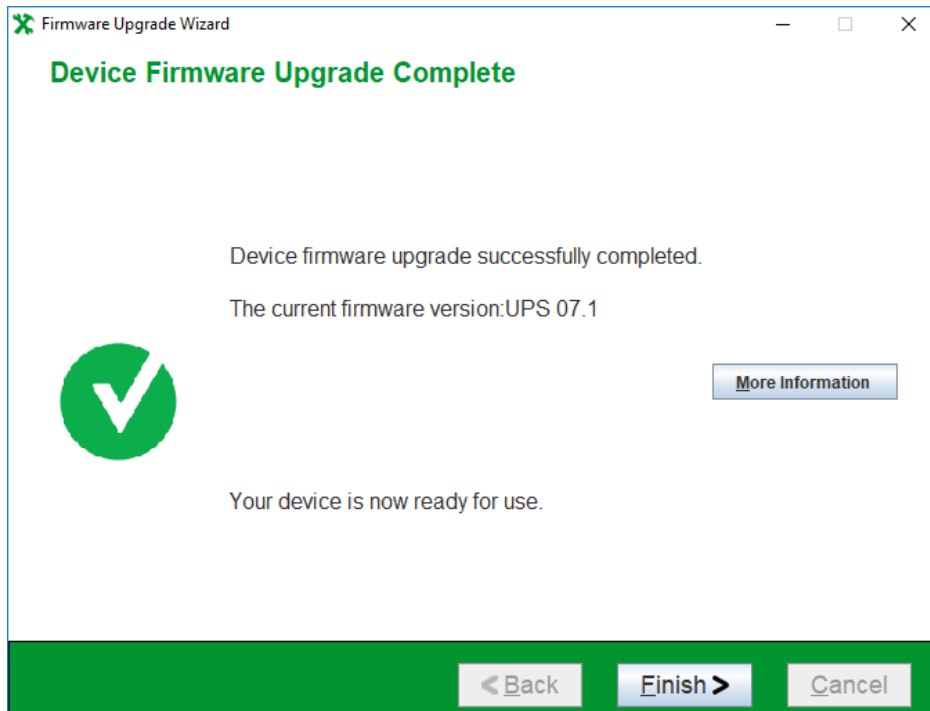 Firmware Upgrade Wizard
Device Firmware Upgrade Complete
Device firmware upgrade successfully completed.
The current firmware version:UPS 07.1
More Information
Your device is now ready for use.
< Back
Finish >
Cancel